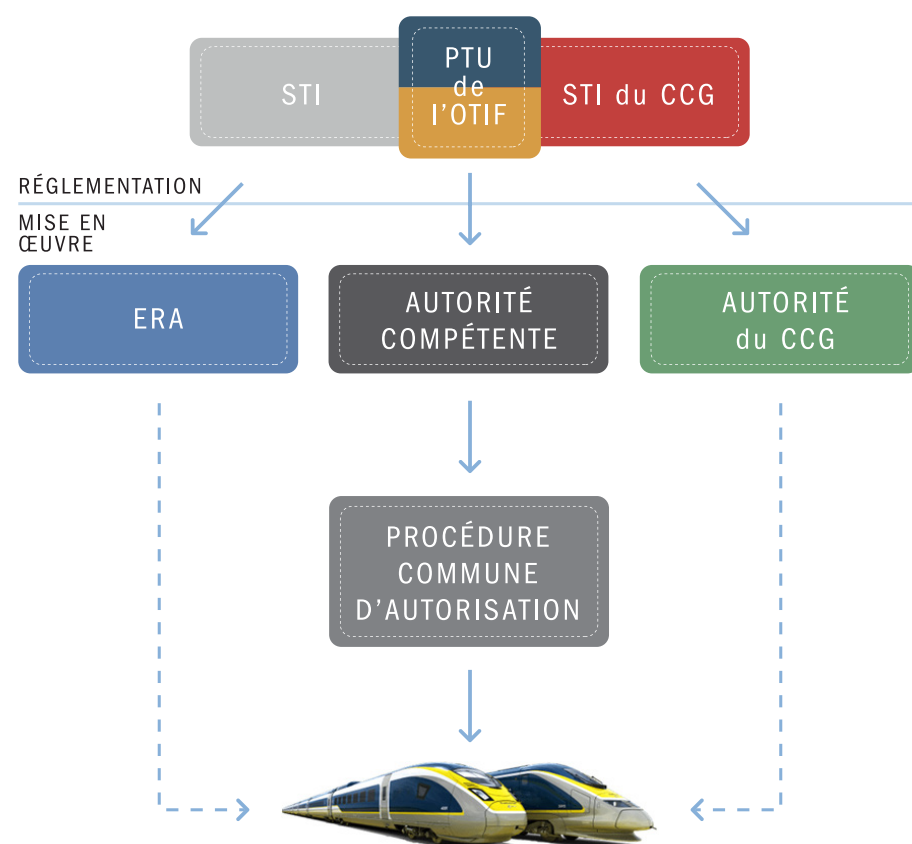 STI
PTU
de
l'OTIF
STI du CCG
RÉGLEMENTATION
MISE EN
ŒUVRE
ERA
AUTORITÉ
COMPÉTENTE
AUTORITÉ
du CCG
PROCÉDURE
COMMUNE
D'AUTORISATION